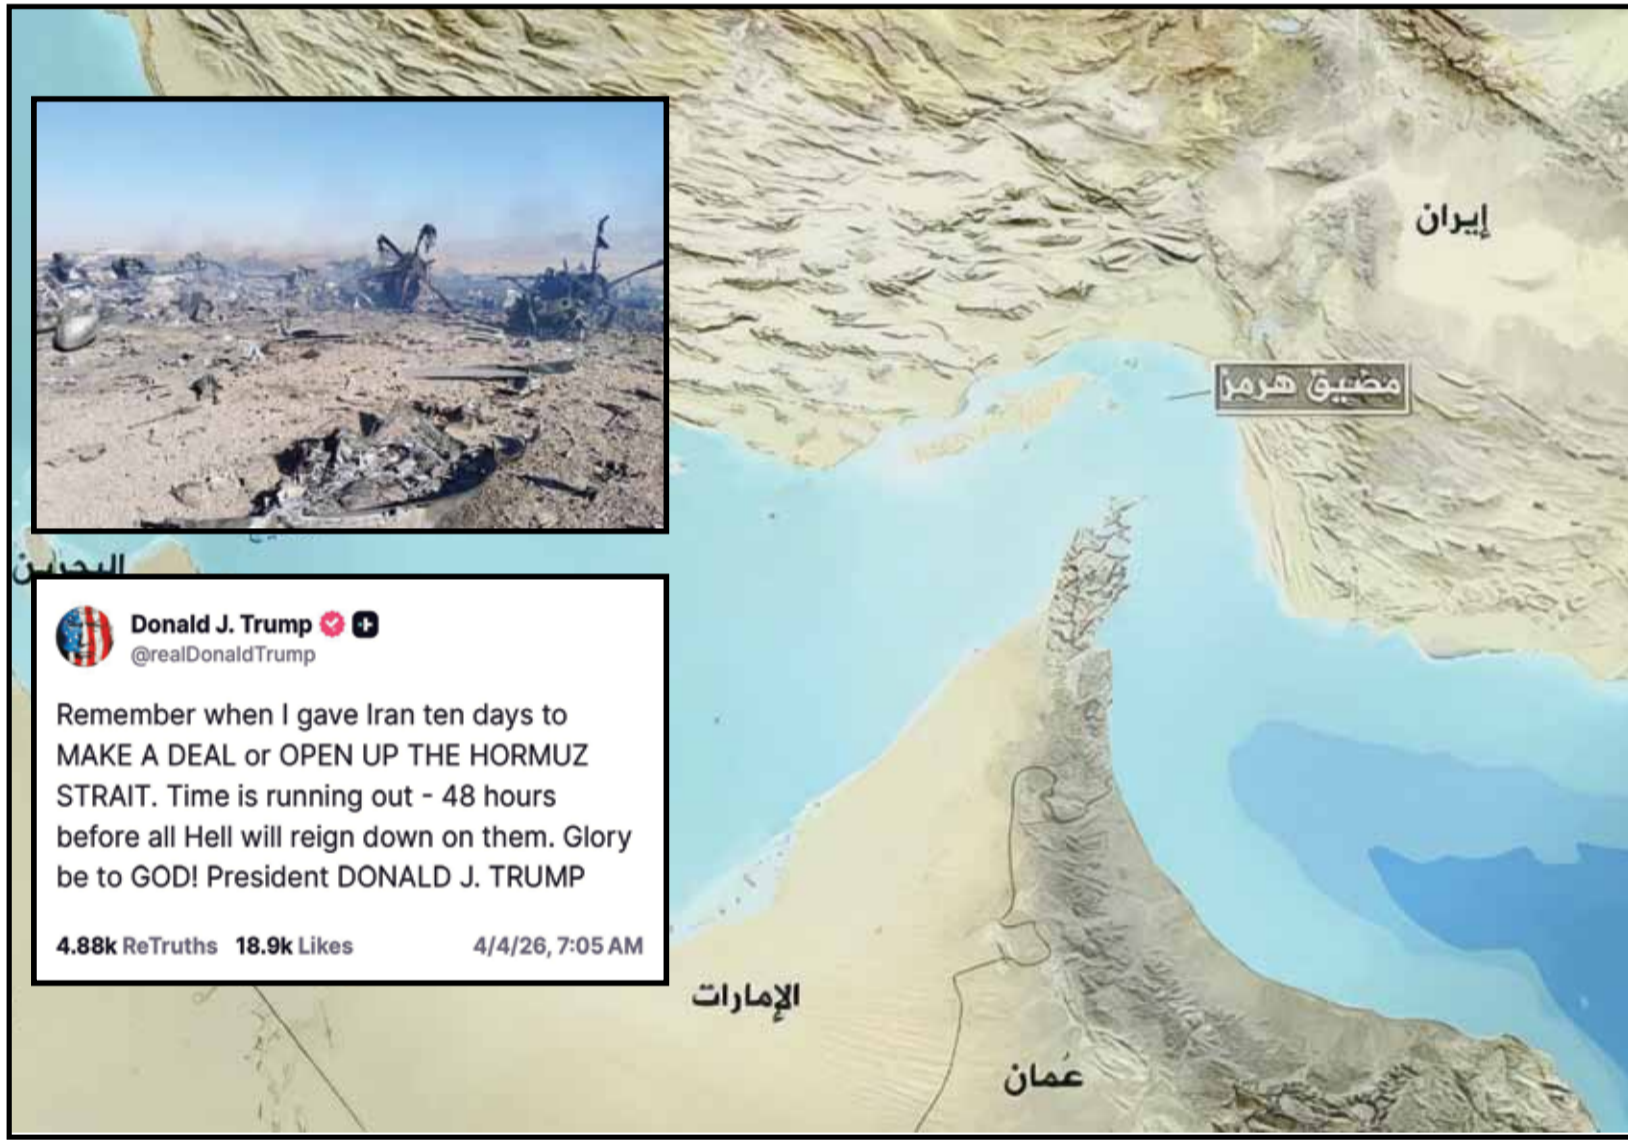 إيران
مضيق هرمز
البحرين
Donald J. Trump
@realDonaldTrump
Remember when I gave Iran ten days to
MAKE A DEAL or OPEN UP THE HORMUZ
STRAIT. Time is running out - 48 hours
before all Hell will reign down on them. Glory
be to GOD! President DONALD J. TRUMP
4.88k ReTruths 18.9k Likes 4/4/26, 7:05 AM
الإمارات
عُمان